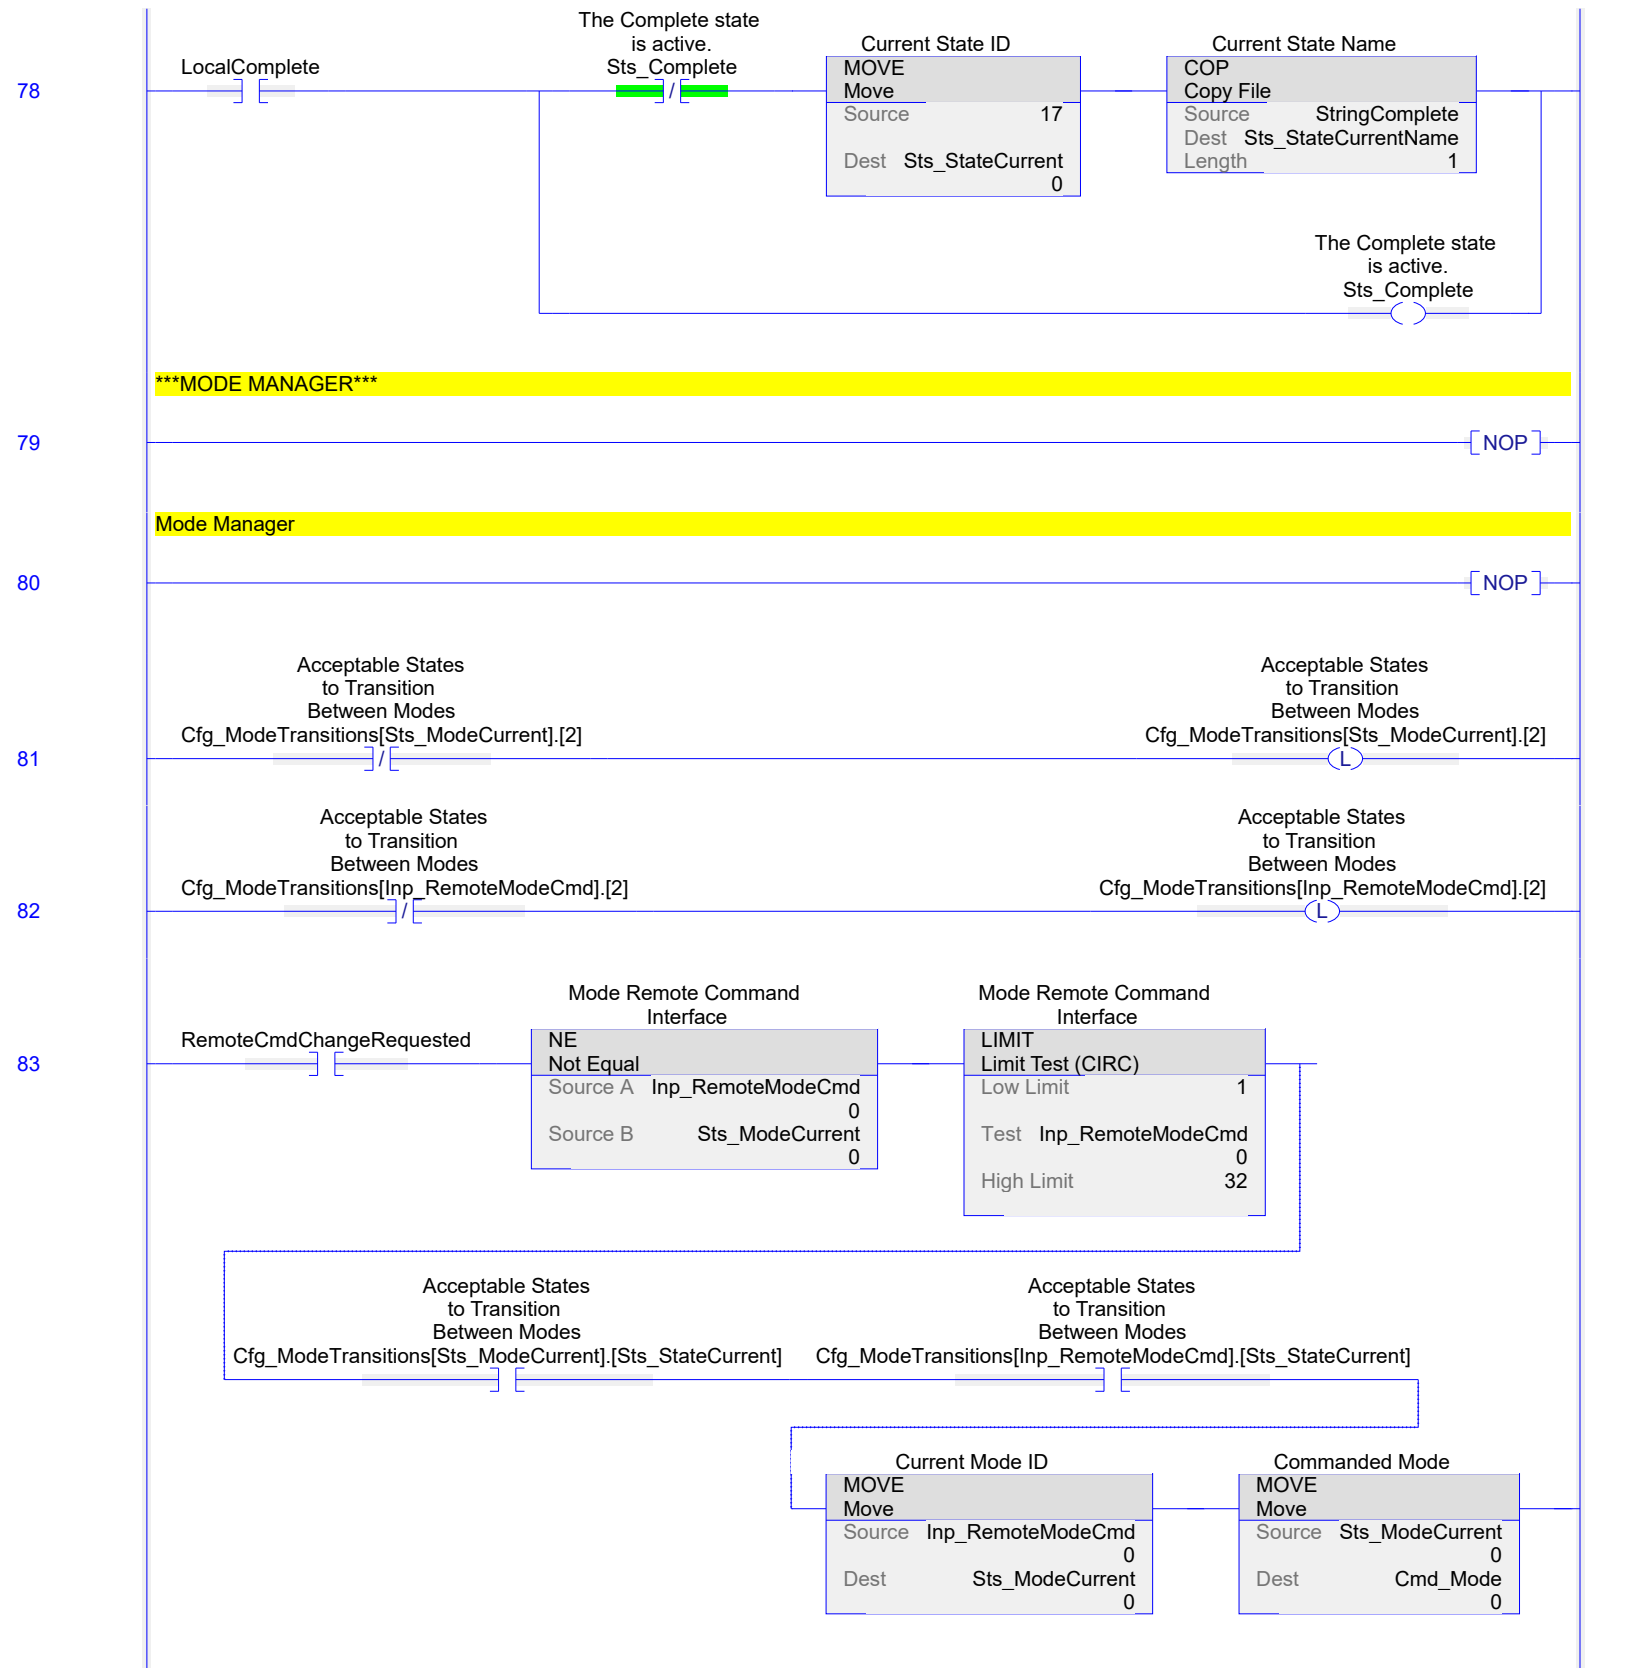 The Complete state
is active.
LocalComplete
Sts_Complete
/
Current State ID
MOVE
Move
Source 17
Dest Sts_StateCurrent
0
Current State Name
COP
Copy File
Source StringComplete
Dest Sts_StateCurrentName
Length 1
78
The Complete state
is active.
Sts_Complete
***MODE MANAGER***
79
NOP
Mode Manager
80
NOP
Acceptable States
to Transition
Between Modes
Cfg_ModeTransitions[Sts_ModeCurrent].[2]
/
Acceptable States
to Transition
Between Modes
Cfg_ModeTransitions[Sts_ModeCurrent].[2]
L
81
Acceptable States
to Transition
Between Modes
Cfg_ModeTransitions[Inp_RemoteModeCmd].[2]
/
Acceptable States
to Transition
Between Modes
Cfg_ModeTransitions[Inp_RemoteModeCmd].[2]
L
82
RemoteCmdChangeRequested
Mode Remote Command
Interface
NE
Not Equal
Source A Inp_RemoteModeCmd
0
Source B Sts_ModeCurrent
0
Mode Remote Command
Interface
LIMIT
Limit Test (CIRC)
Low Limit 1
Test Inp_RemoteModeCmd
0
High Limit 32
83
Acceptable States
to Transition
Between Modes
Cfg_ModeTransitions[Sts_ModeCurrent].[Sts_StateCurrent]
Acceptable States
to Transition
Between Modes
Cfg_ModeTransitions[Inp_RemoteModeCmd].[Sts_StateCurrent]
Current Mode ID
MOVE
Move
Source Inp_RemoteModeCmd
0
Dest Sts_ModeCurrent
0
Commanded Mode
MOVE
Move
Source Sts_ModeCurrent
0
Dest Cmd_Mode
0